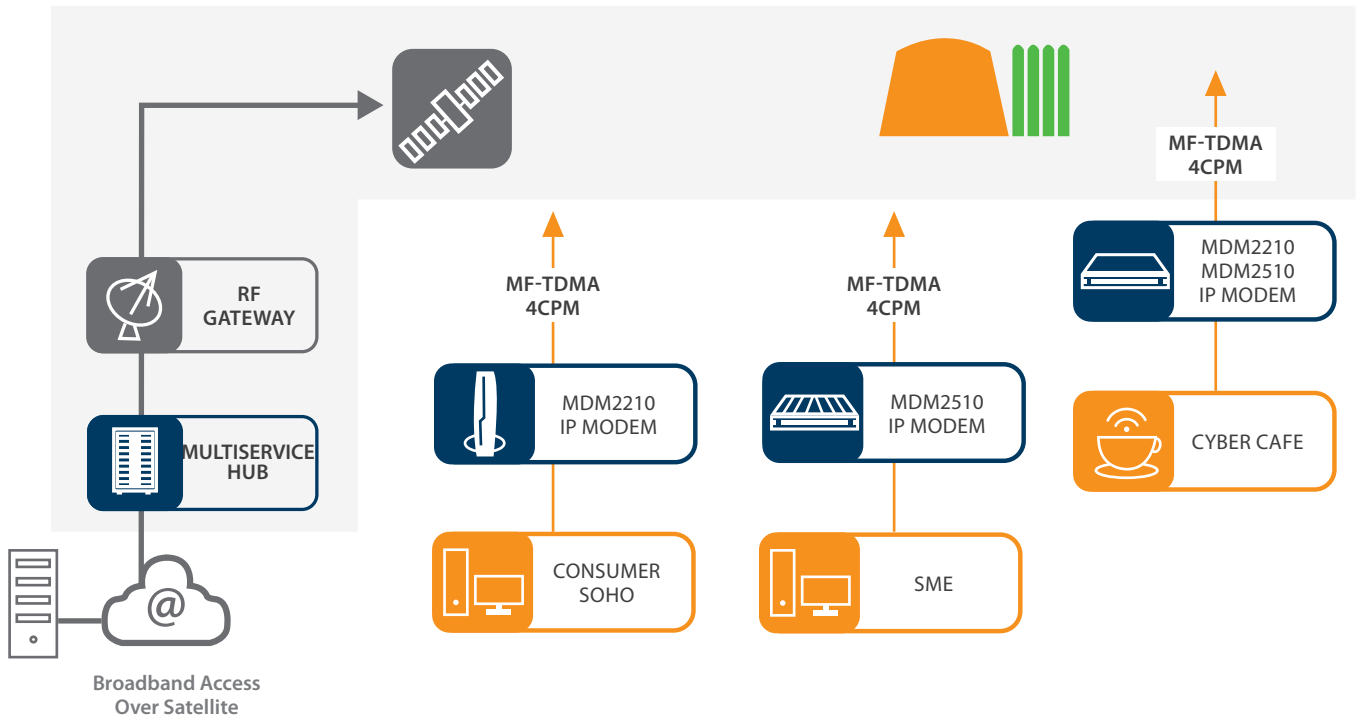 MF-TDMA
4CPM
RF
GATEWAY
MULTISERVICE
HUB
@
Broadband Access
Over Satellite
MF-TDMA
4CPM
MDM2210
IP MODEM
CONSUMER
SOHO
MF-TDMA
4CPM
MDM2510
IP MODEM
SME
MDM2210
MDM2510
IP MODEM
CYBER CAFE